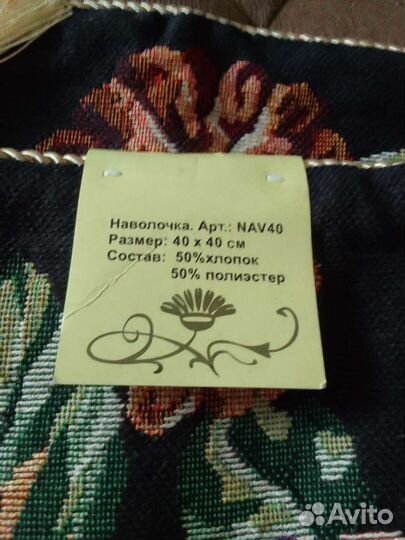 Наволочка. Арт.: NAV40
Размер: 40 x 40 см
Состав: 50%хлопок
50% полиэстер
Avito